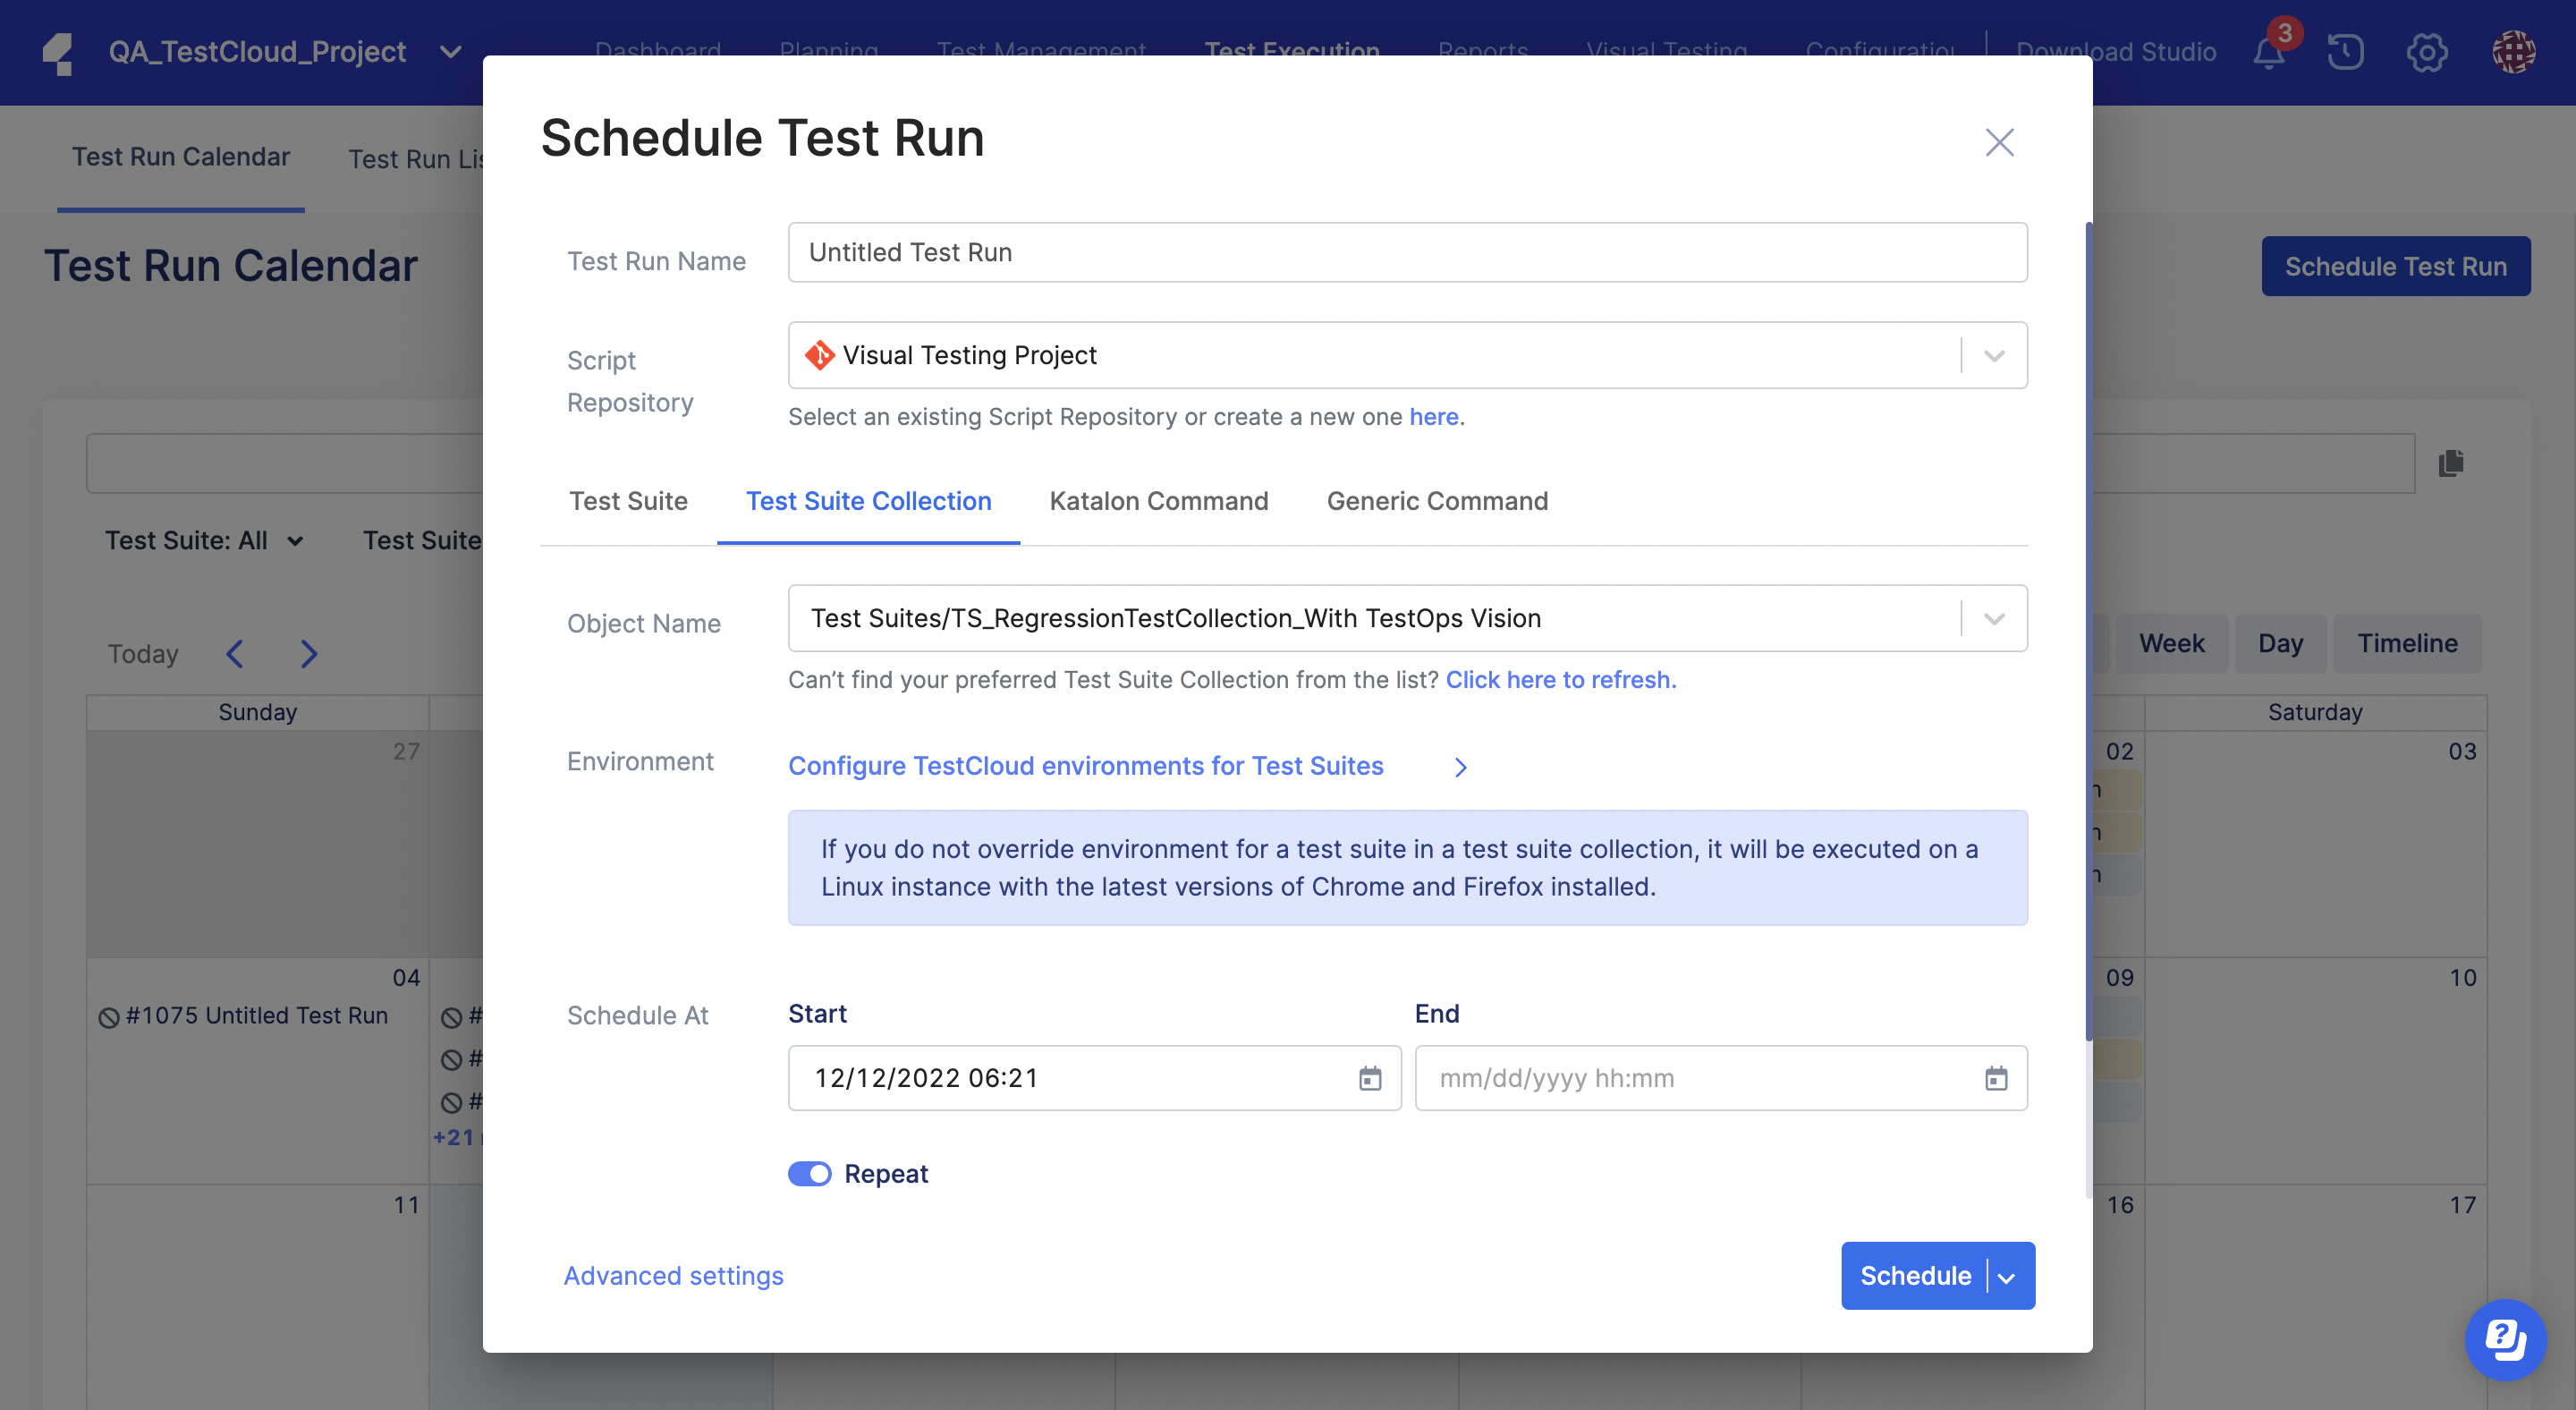 QA_TestCloud_Project
Dashboard Planning Test Management Test Execution Reports Visual Testing Configuration Download Studio
3
Test Run Calendar Test Run Lis
Test Run Calendar
Schedule Test Run
Test Suite: All Test Suite
Today
Week Day Timeline
Sunday Saturday
27 02 03
n
n
n
04 09 10
#1075 Untitled Test Run #
#
#
+21
11 16 17
Schedule Test Run
Test Run Name Untitled Test Run
Script Repository
Visual Testing Project
Select an existing Script Repository or create a new one here.
Test Suite Test Suite Collection Katalon Command Generic Command
Object Name Test Suites/TS_RegressionTestCollection_With TestOps Vision
Can't find your preferred Test Suite Collection from the list? Click here to refresh.
Environment Configure TestCloud environments for Test Suites
If you do not override environment for a test suite in a test suite collection, it will be executed on a
Linux instance with the latest versions of Chrome and Firefox installed.
Schedule At Start End
12/12/2022 06:21 mm/dd/yyyy hh:mm
Repeat
Advanced settings Schedule
?